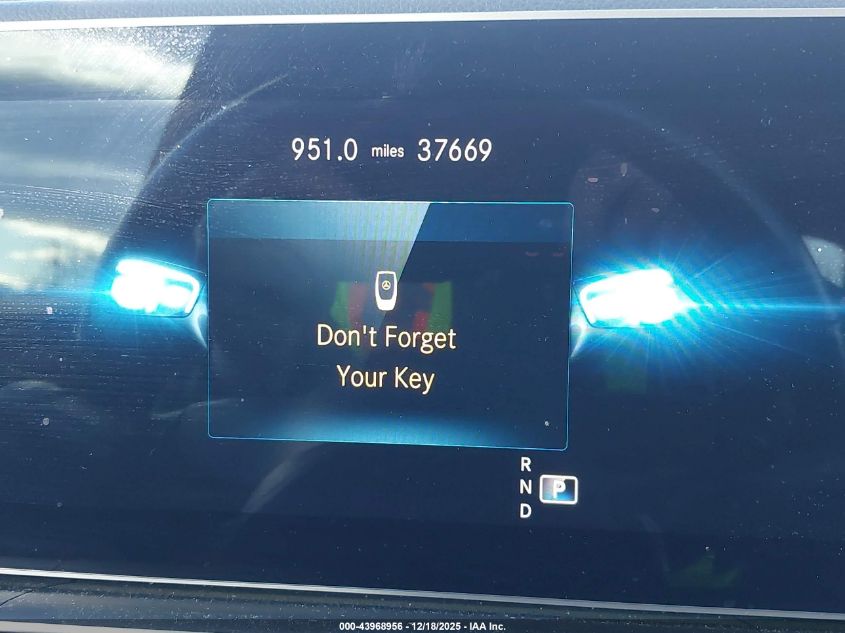 951.0 miles 37669
Don't Forget
Your Key
R
N P
D
000-43968956 - 12/18/2025 - IAA Inc.